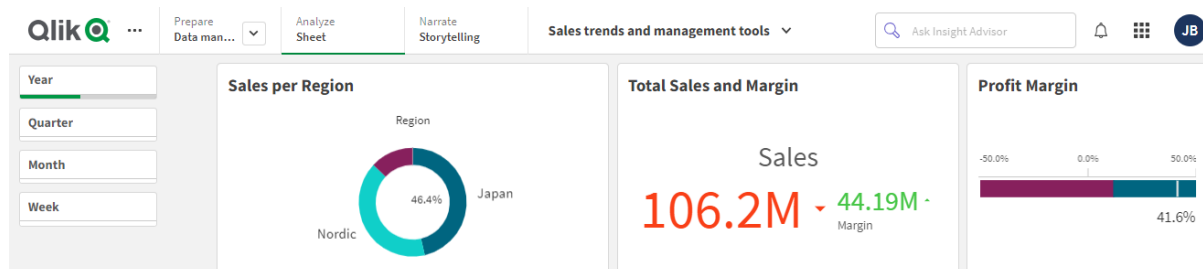 Qlik
Prepare
Data man...
Analyze
Sheet
Narrate
Storytelling
Sales trends and management tools
Ask Insight Advisor
JB
Year
Quarter
Month
Week
Sales per Region
Region
46.4%
Japan
Nordic
Total Sales and Margin
Sales
106.2M
44.19M
Margin
Profit Margin
-50.0% 0.0% 50.0%
41.6%